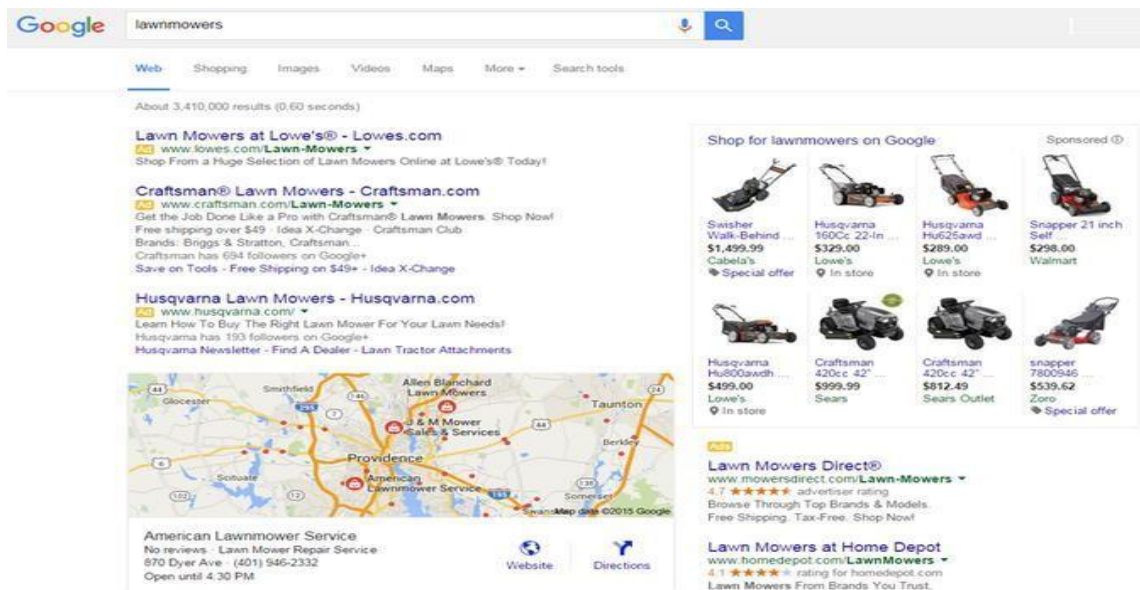 Google
lawnmowers
Web Shopping Images Videos Maps More Search tools
About 3,410,000 results (0.60 seconds)
Lawn Mowers at Lowe's® - Lowes.com
Ad www.lowes.com/Lawn-Mowers
Shop From a Huge Selection of Lawn Mowers Online at Lowe's® Today!
Craftsman® Lawn Mowers - Craftsman.com
Ad www.craftsman.com/Lawn-Mowers
Get the Job Done Like a Pro with Craftsman® Lawn Mowers. Shop Now!
Free shipping over $49 · Idea X-Change · Craftsman Club
Brands: Briggs & Stratton, Craftsman...
Craftsman has 694 followers on Google+
Save on Tools - Free Shipping on $49+ - Idea X-Change
Husqvarna Lawn Mowers - Husqvarna.com
Ad www.husqvarna.com/
Learn How To Buy The Right Lawn Mower For Your Lawn Needs!
Husqvarna has 193 followers on Google+
Husqvarna Newsletter - Find A Dealer - Lawn Tractor Attachments
44
Smithfield
Glocester
295
146
7
Allen Blanchard
Lawn Mowers
24
Taunton
J & M Mower
Sales & Services
44
Berkley
6
Providence
Scituate
American
Lawnmower Service
102
12
195
138
Somerset
Swansea
Map data ©2015 Google
American Lawnmower Service
No reviews · Lawn Mower Repair Service
870 Dyer Ave · (401) 946-2332
Open until 4:30 PM
Website
Directions
Shop for lawnmowers on Google
Sponsored
Swisher
Walk-Behind ...
$1,499.99
Cabela's
Special offer
Husqvarna
160Cc 22-In ...
$329.00
Lowe's
In store
Husqvarna
Hu625awd ...
$289.00
Lowe's
In store
Snapper 21 inch
Self ...
$298.00
Walmart
Husqvarna
Hu800awdh ...
$499.00
Lowe's
In store
Craftsman
420cc 42" ...
$999.99
Sears
Craftsman
420cc 42" ...
$812.49
Sears Outlet
snapper
7800946 ...
$539.62
Zoro
Special offer
Ads
Lawn Mowers Direct®
www.mowersdirect.com/Lawn-Mowers
4.7 ★★★★★ advertiser rating
Browse Through Top Brands & Models.
Free Shipping. Tax-Free. Shop Now!
Lawn Mowers at Home Depot
www.homedepot.com/LawnMowers
4.1 ★★★★★ rating for homedepot.com
Lawn Mowers From Brands You Trust.